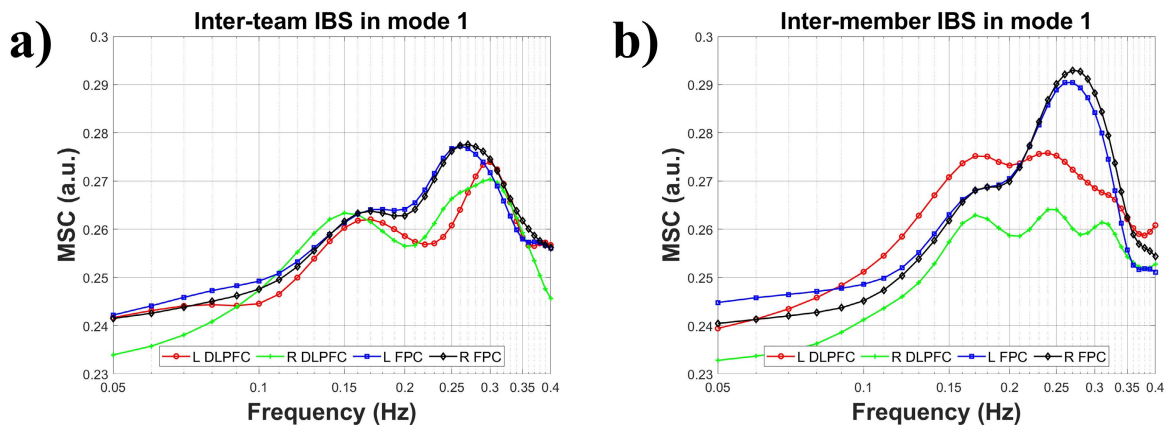 a)
Inter-team IBS in mode 1
MSC (a.u.)
0.3
0.29
0.28
0.27
0.26
0.25
0.24
0.23
L DLPFC R DLPFC L FPC R FPC
0.05 0.1 0.15 0.2 0.25 0.3 0.35 0.4
Frequency (Hz)
b)
Inter-member IBS in mode 1
MSC (a.u.)
0.3
0.29
0.28
0.27
0.26
0.25
0.24
0.23
L DLPFC R DLPFC L FPC R FPC
0.05 0.1 0.15 0.2 0.25 0.3 0.35 0.4
Frequency (Hz)